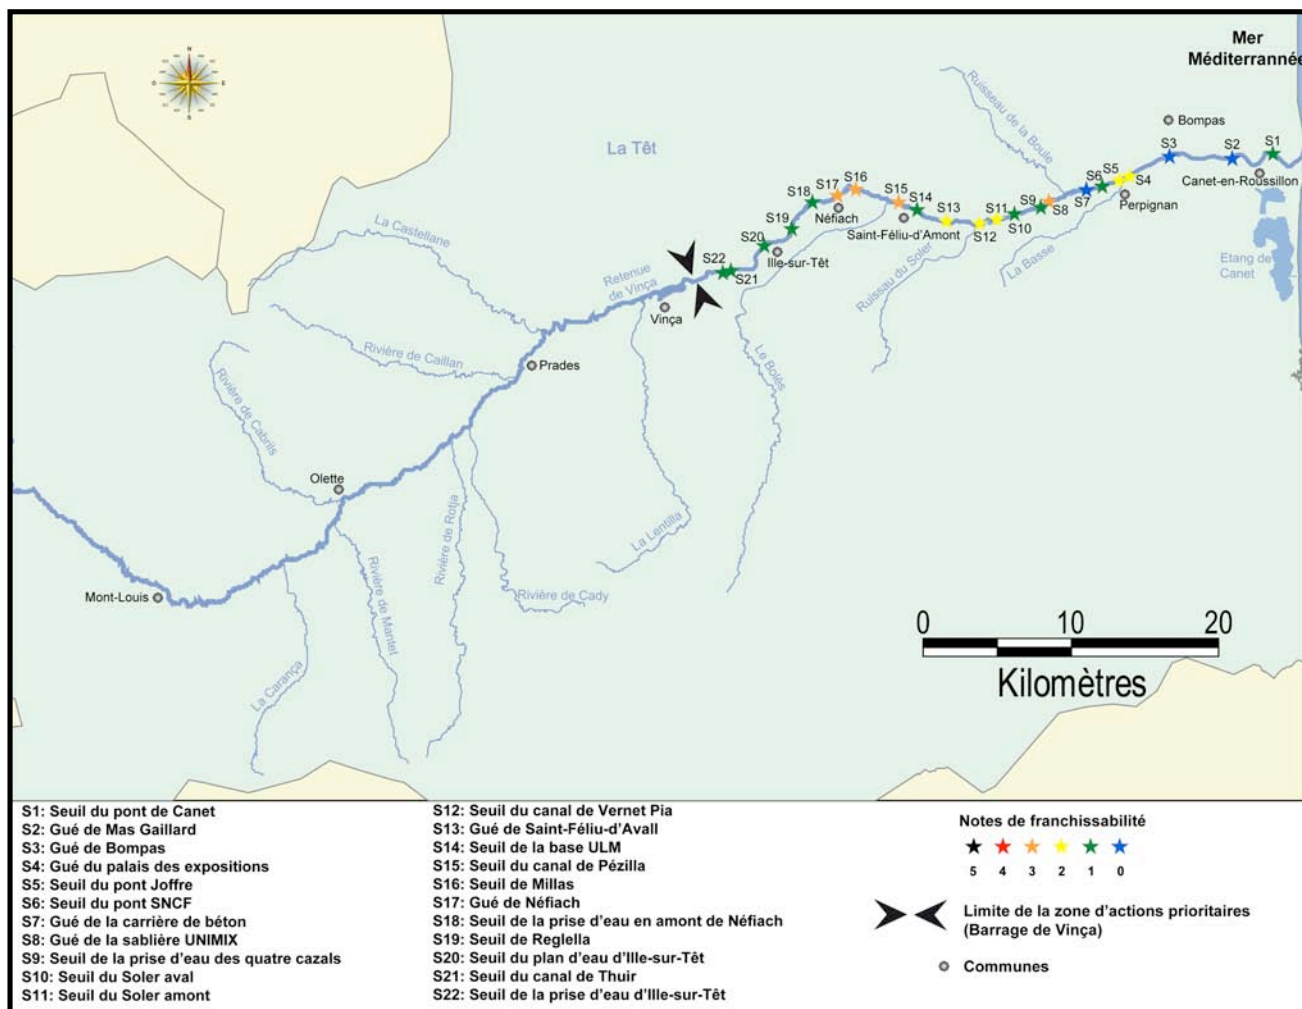 Mer
Méditerrannée
Bompas
Ruisseau de la Boule
La Têt
S3
S2
S1
S5
S6
S4
S7
Canet-en-Roussillon
Perpignan
S16
S17
S18
S15
S14
S13
S12
S11
S10
S9
S8
Néfiach
Saint-Féliu-d'Amont
S19
S20
Ille-sur-Têt
S22
S21
La Castellane
Retenue
de Vinça
Vinça
Ruissau du Soler
La Basse
Etang de
Canet
Le Bolès
Rivière de Caillan
Prades
Rivière de Cabrils
Olette
La Lentilla
Rivière de Rotja
Rivière de Cady
Rivière de Mantet
Mont-Louis
La Carança
0 10 20
Kilomètres
S1: Seuil du pont de Canet
S2: Gué de Mas Gaillard
S3: Gué de Bompas
S4: Gué du palais des expositions
S5: Seuil du pont Joffre
S6: Seuil du pont SNCF
S7: Gué de la carrière de béton
S8: Gué de la sablière UNIMIX
S9: Seuil de la prise d'eau des quatre cazals
S10: Seuil du Soler aval
S11: Seuil du Soler amont
S12: Seuil du canal de Vernet Pia
S13: Gué de Saint-Féliu-d'Avall
S14: Seuil de la base ULM
S15: Seuil du canal de Pézilla
S16: Seuil de Millas
S17: Gué de Néfiach
S18: Seuil de la prise d'eau en amont de Néfiach
S19: Seuil de Reglella
S20: Seuil du plan d'eau d'Ille-sur-Têt
S21: Seuil du canal de Thuir
S22: Seuil de la prise d'eau d'Ille-sur-Têt
Notes de franchissabilité
5 4 3 2 1 0
Limite de la zone d'actions prioritaires
(Barrage de Vinça)
Communes